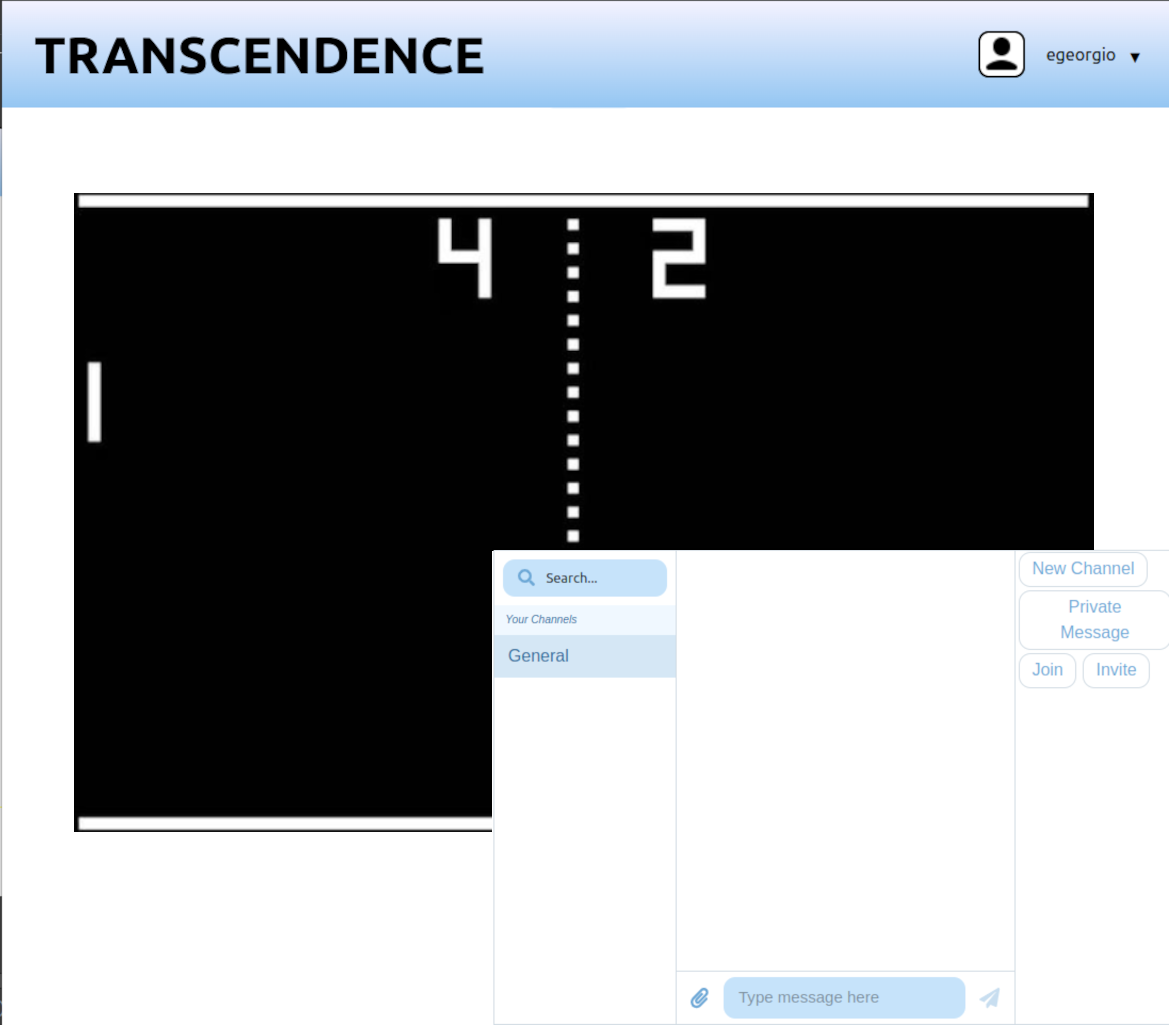 TRANSCENDENCE
egeorgio
4 2
Search...
Your Channels
General
New Channel
Private
Message
Join Invite
Type message here